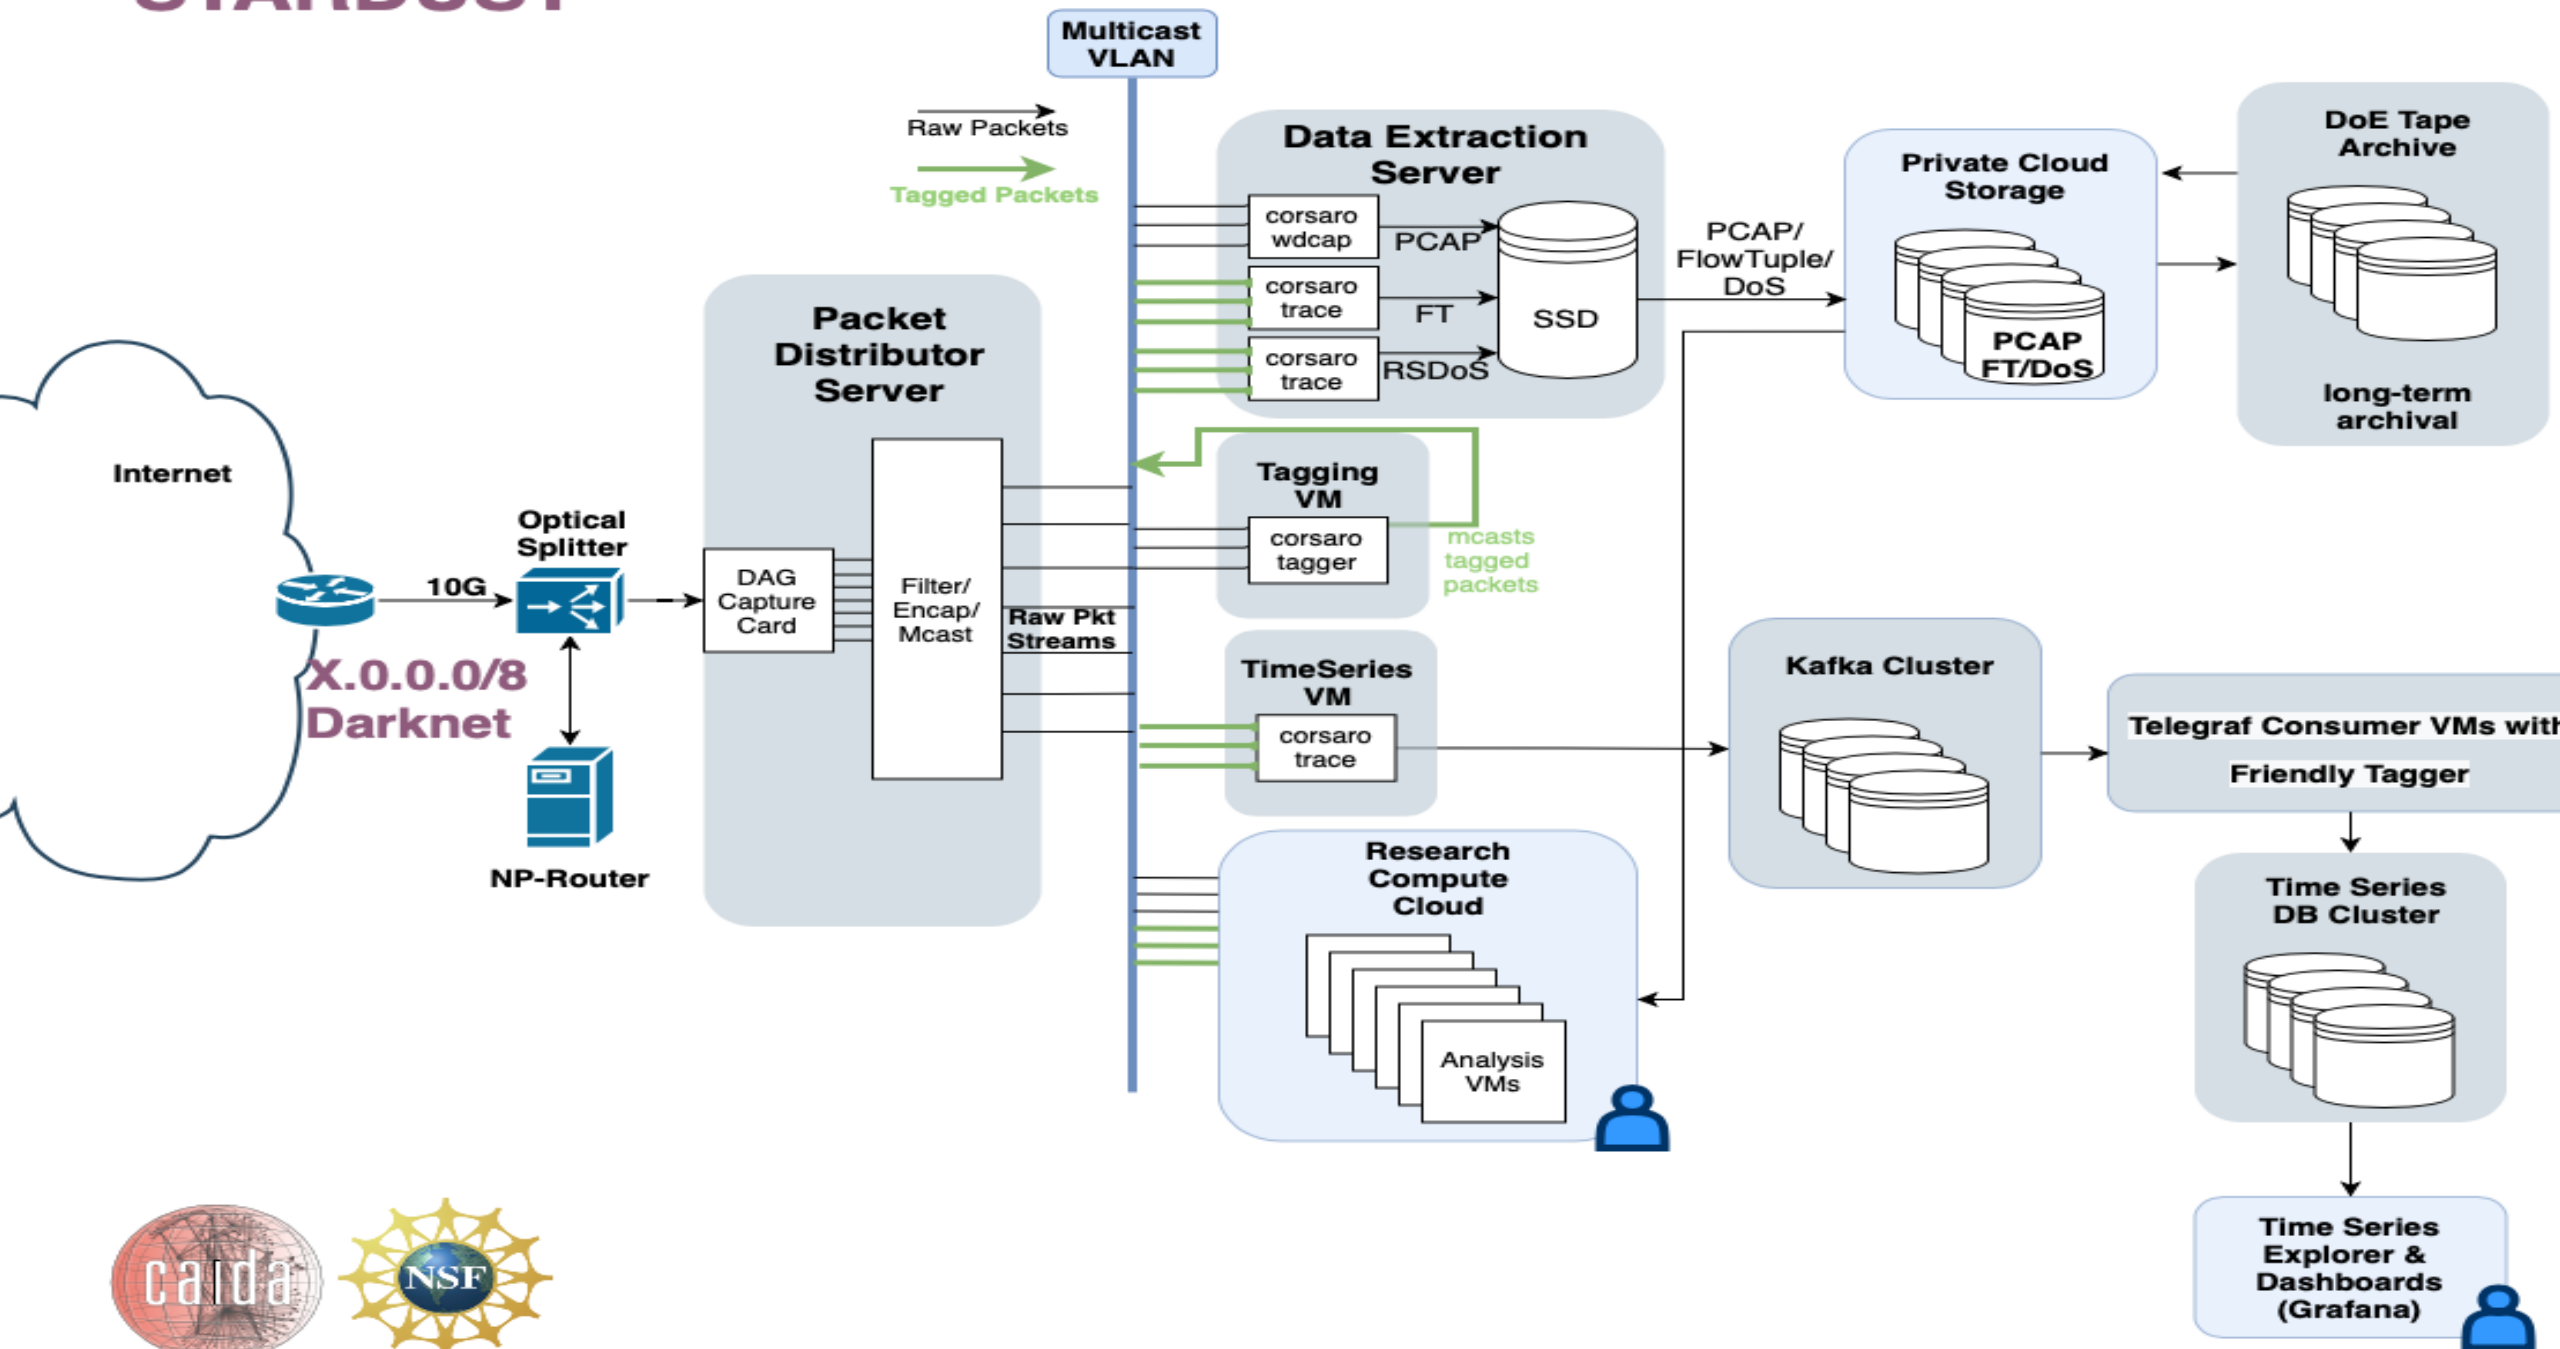 STARDUST
Multicast
VLAN
Raw Packets
Tagged Packets
Data Extraction
Server
corsaro
wdcap
PCAP
corsaro
trace
FT
corsaro
trace
RSDoS
SSD
PCAP/
FlowTuple/
DoS
Private Cloud
Storage
PCAP
FT/DoS
DoE Tape
Archive
long-term
archival
Packet
Distributor
Server
DAG
Capture
Card
Filter/
Encap/
Mcast
Raw Pkt
Streams
Internet
10G
Optical
Splitter
X.0.0.0/8
Darknet
NP-Router
Tagging
VM
corsaro
tagger
mcasts
tagged
packets
TimeSeries
VM
corsaro
trace
Kafka Cluster
Telegraf Consumer VMs with
Friendly Tagger
Time Series
DB Cluster
Research
Compute
Cloud
Analysis
VMs
Time Series
Explorer &
Dashboards
(Grafana)
caida
NSF